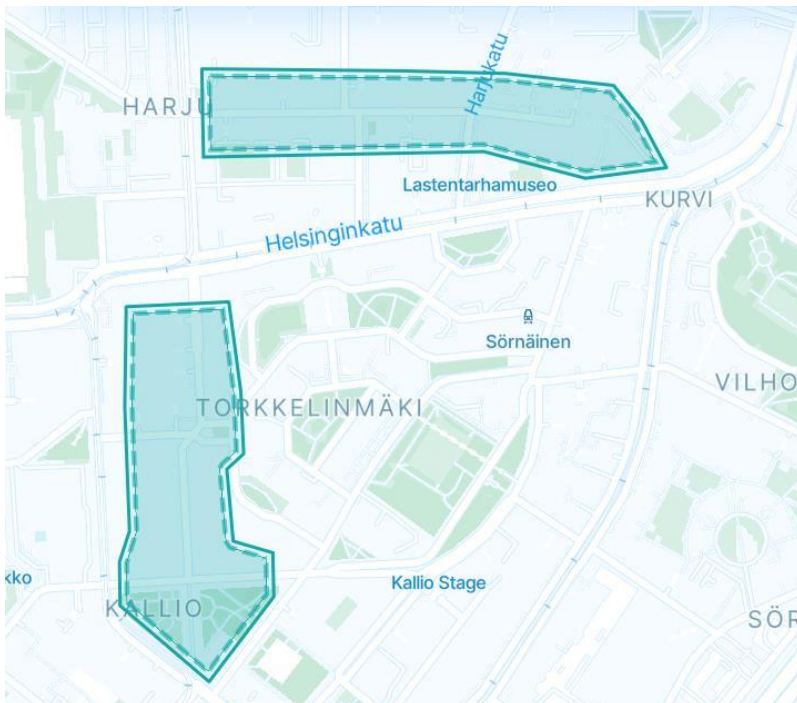 Harjukatu
HARJU
Lastentarhamuseo
KURVI
Helsinginkatu
Sörnäinen
VILHO
TORKKELINMÄKI
kko
Kallio Stage
KALLIO
SÖR